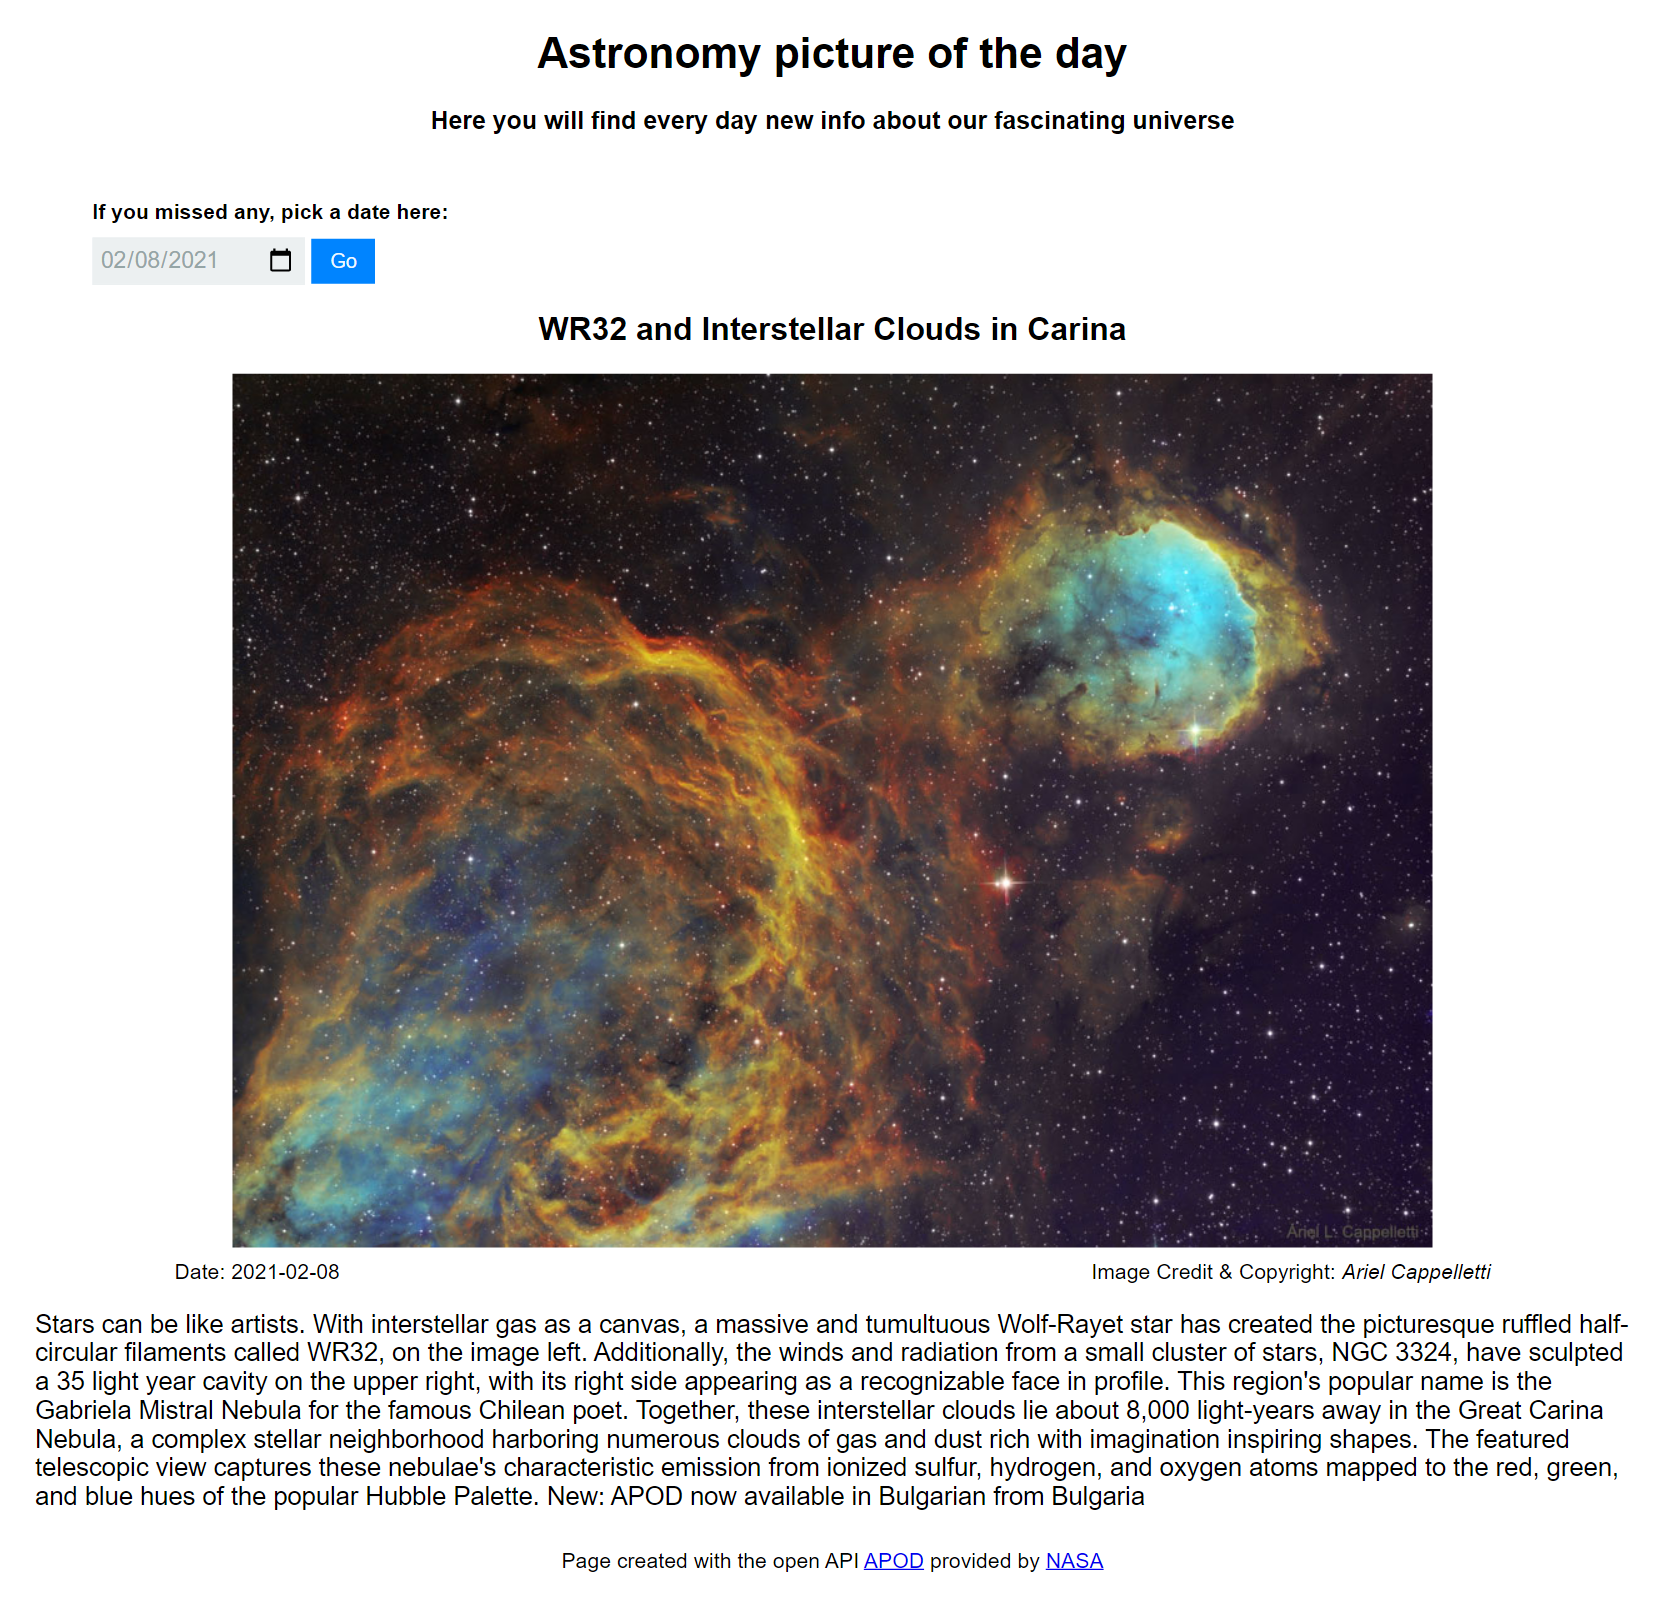 Astronomy picture of the day
Here you will find every day new info about our fascinating universe
If you missed any, pick a date here:
02/08/2021
Go
WR32 and Interstellar Clouds in Carina
Ariel L. Cappelletti
Date: 2021-02-08
Image Credit & Copyright: Ariel Cappelletti
Stars can be like artists. With interstellar gas as a canvas, a massive and tumultuous Wolf-Rayet star has created the picturesque ruffled half-
circular filaments called WR32, on the image left. Additionally, the winds and radiation from a small cluster of stars, NGC 3324, have sculpted
a 35 light year cavity on the upper right, with its right side appearing as a recognizable face in profile. This region's popular name is the
Gabriela Mistral Nebula for the famous Chilean poet. Together, these interstellar clouds lie about 8,000 light-years away in the Great Carina
Nebula, a complex stellar neighborhood harboring numerous clouds of gas and dust rich with imagination inspiring shapes. The featured
telescopic view captures these nebulae's characteristic emission from ionized sulfur, hydrogen, and oxygen atoms mapped to the red, green,
and blue hues of the popular Hubble Palette. New: APOD now available in Bulgarian from Bulgaria
Page created with the open API APOD provided by NASA